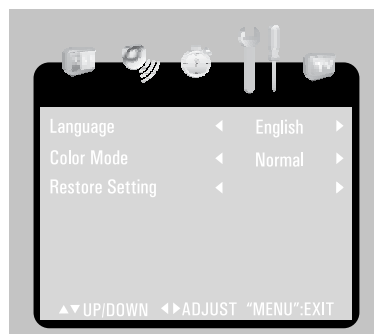 Language ◀ English ▶
Color Mode ◀ Normal ▶
Restore Setting ◀ ▶
▲▼UP/DOWN ◀▶ADJUST “MENU”:EXIT